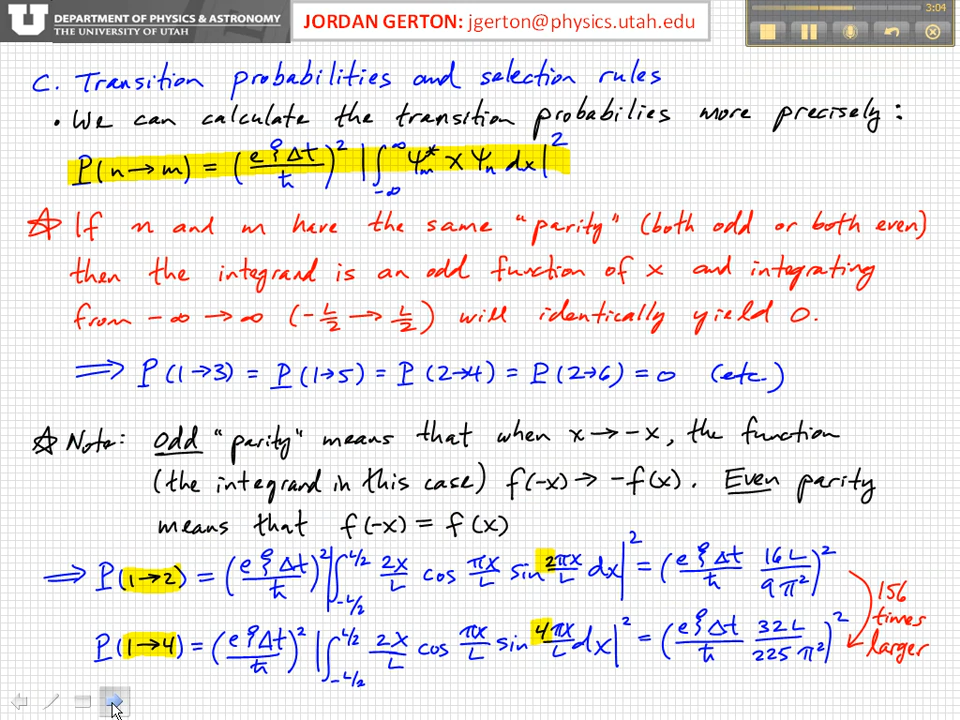 DEPARTMENT OF PHYSICS & ASTRONOMY
THE UNIVERSITY OF UTAH
JORDAN GERTON: jgerton@physics.utah.edu
3:04
C. Transition probabilities and selection rules
• We can calculate the transition probabilies more precisely:
P(n→m) = (eξΔt/ħ)² |∫_{-∞}^{∞} ψ*_m x ψ_n dx|²
☆ If n and m have the same "parity" (both odd or both even)
then the integrand is an odd function of x and integrating
from -∞→∞ (-L/2→L/2) will identically yield 0.
⟹ P(1→3) = P(1→5) = P(2→4) = P(2→6) = 0 (etc.)
☆ Note: Odd "parity" means that when x→-x, the function
(the integrand in this case) f(-x)→-f(x). Even parity
means that f(-x) = f(x)
⟹ P(1→2) = (eξΔt/ħ)² |∫_{-L/2}^{L/2} 2x/L cos πx/L sin 2πx/L dx|² = (eξΔt/ħ 16L/9π²)²
P(1→4) = (eξΔt/ħ)² |∫_{-L/2}^{L/2} 2x/L cos πx/L sin 4πx/L dx|² = (eξΔt/ħ 32L/225π²)²
156
times
larger